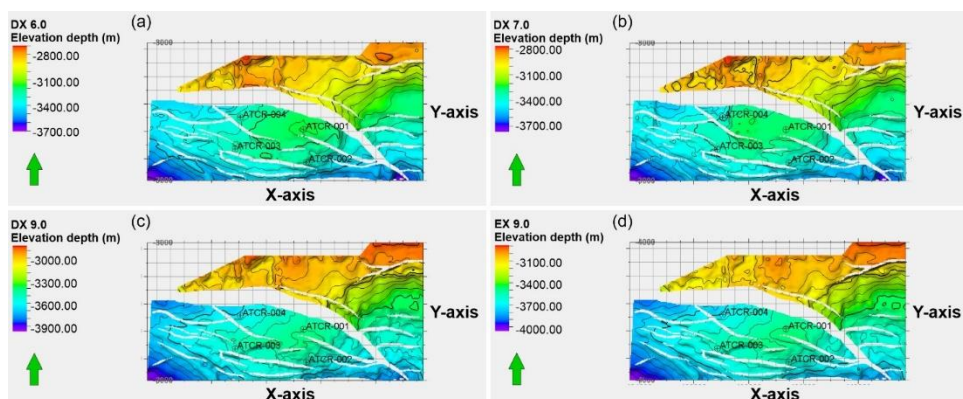 DX 6.0
Elevation depth (m)
(a)
-2800.00
-3100.00
-3400.00
-3700.00
ATCR-004
ATCR-001
ATCR-003
ATCR-002
Y-axis
X-axis
DX 7.0
Elevation depth (m)
(b)
-2800.00
-3100.00
-3400.00
-3700.00
ATCR-004
ATCR-001
ATCR-003
ATCR-002
Y-axis
X-axis
DX 9.0
Elevation depth (m)
(c)
-3000.00
-3600.00
-3900.00
ATCR-004
ATCR-001
ATCR-003
ATCR-002
Y-axis
X-axis
EX 9.0
Elevation depth (m)
(d)
-3100.00
-3700.00
-4000.00
ATCR-004
ATCR-001
ATCR-003
ATCR-002
Y-axis
X-axis